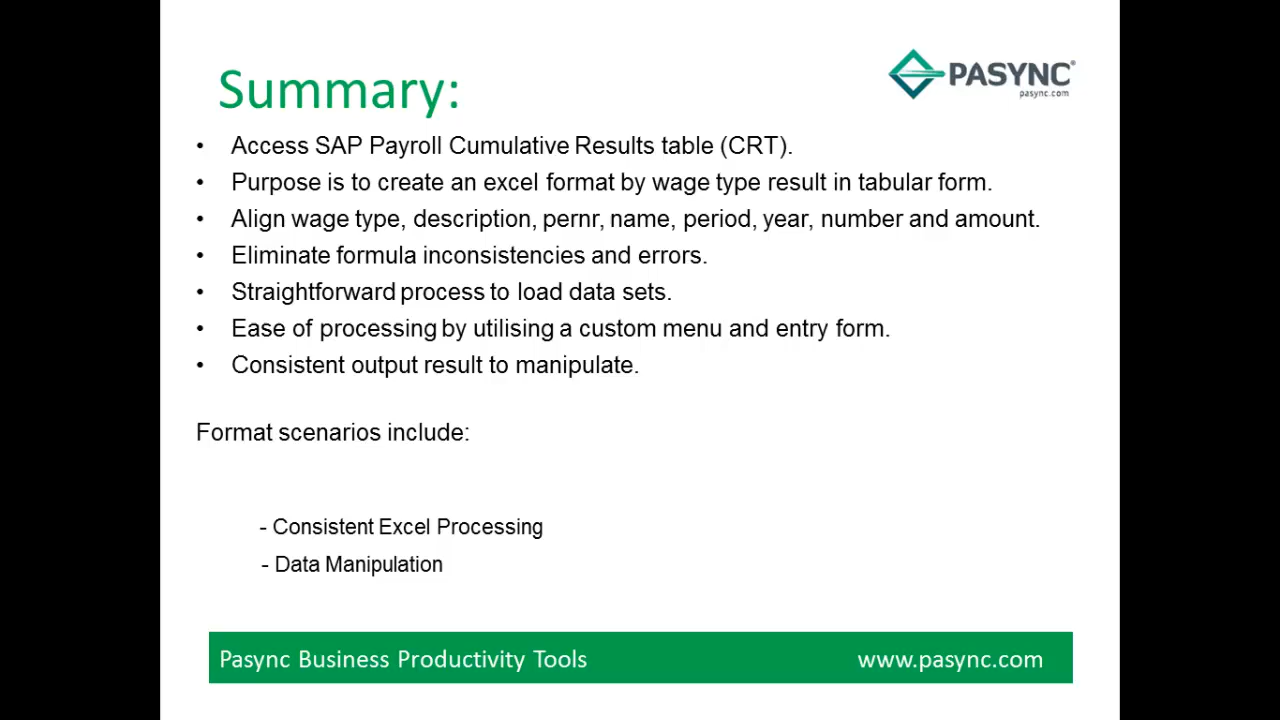 Summary:
PASYNC®
pasync.com
• Access SAP Payroll Cumulative Results table (CRT).
• Purpose is to create an excel format by wage type result in tabular form.
• Align wage type, description, pernr, name, period, year, number and amount.
• Eliminate formula inconsistencies and errors.
• Straightforward process to load data sets.
• Ease of processing by utilising a custom menu and entry form.
• Consistent output result to manipulate.
Format scenarios include:
- Consistent Excel Processing
- Data Manipulation
Pasync Business Productivity Tools www.pasync.com